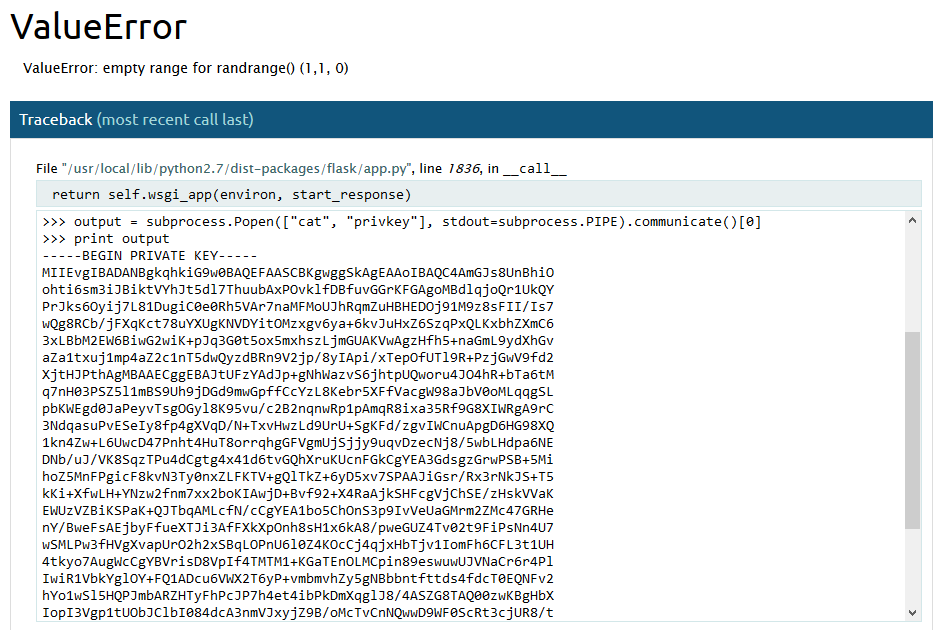 ValueError
ValueError: empty range for randrange() (1,1, 0)
Traceback (most recent call last)
File "/usr/local/lib/python2.7/dist-packages/flask/app.py", line 1836, in __call__
return self.wsgi_app(environ, start_response)
>>> output = subprocess.Popen(["cat", "privkey"], stdout=subprocess.PIPE).communicate()[0]
>>> print output
-----BEGIN PRIVATE KEY-----
MIIEvgIBADANBgkqhkiG9w0BAQEFAASCBKgwggSkAgEAAoIBAQC4AmGJs8UnBhiO
ohti6sm3iJBiktVYhJt5dl7ThuubAxPOvklfDBfuvGGrKFGAgoMBdlqjoQr1UkQY
PrJks6Oyij7L81DugiC0e0Rh5VAr7naMFMoUJhRqmZuHBHEDOj91M9z8sFII/Is7
wQg8RCb/jFXqKct78uYXUgKNVDYitOMzxgv6ya+6kvJuHxZ6SzqPxQLKxbhZXmC6
3xLBbM2EW6BiwG2wiK+pJq3G0t5ox5mxhszLjmGUAKVwAgzHfh5+naGmL9ydXhGv
aZa1txuj1mp4aZ2c1nT5dwQyzdBRn9V2jp/8yIApi/xTepOfUTl9R+PzjGwV9fd2
XjtHJPthAgMBAAECggEBAJtUFzYAdJp+gNhWazvS6jhtpUQworu4JO4hR+bTa6tM
q7nH03PSZ5l1mBS9Uh9jDGd9mwGpffCcYzL8Kebr5XFfVacgW98aJbV0oMLqqgSL
pbKWEgd0JaPeyvTsgOGyl8K95vu/c2B2nqnwRp1pAmqR8ixa35Rf9G8XIWRgA9rC
3NdqasuPvESeIy8fp4gXVqD/N+TxvHwzLd9UrU+SgKFd/zgvIWCnuApgD6HG98XQ
1kn4Zw+L6UwcD47Pnht4HuT8orrqhgGFVgmUjSjjy9uqvDzecNj8/5wbLHdpa6NE
DNb/uJ/VK8SqzTPu4dCgtg4x41d6tvGQhXruKUcnFGkCgYEA3GdsgzGrwPSB+5Mi
hoZ5MnFPgicF8kvN3Ty0nxZLFKTV+gQlTkZ+6yD5xv7SPAAJiGsr/Rx3rNkJS+T5
kKi+XfwLH+YNzw2fnm7xx2boKIAwjD+Bvf92+X4RaAjkSHFcgVjChSE/zHskVVaK
EWUzVZBiKSPaK+QJTbqAMLcfN/cCgYEA1bo5ChOnS3p9IvVeUaGMrm2ZMc47GRHe
nY/BweFsAEjbyFfueXTJi3AfFXkXpOnh8sH1x6kA8/pweGUZ4Tv02t9FiPsNn4U7
wSMLPw3fHVgXvapUrO2h2xSBqLOPnU6l0Z4KOcCj4qjxHbTjv1IomFh6CFL3t1UH
4tkyo7AugWcCgYBVrisD8VpIf4TMTM1+KGaTEnOLMCpin89eswuwUJVNaCr6r4Pl
IwiR1VbkYglOY+FQ1ADcu6VWX2T6yP+vmbmvhZy5gNBbbntfttds4fdcT0EQNFv2
hYo1wSl5HQPJmbARZHTyFhPcJP7h4et4ibPkDmXqglJ8/4ASZG8TAQ00zwKBgHbX
IopI3Vgp1tUObJClbI084dcA3nmVJxyjZ9B/oMcTvCnNQwwD9WF0ScRt3cjUR8/t